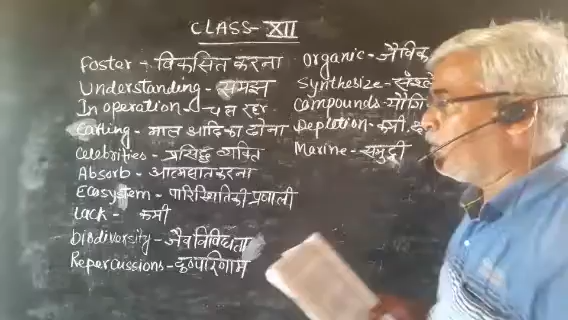 CLASS-XII
Foster - विकसित करना
Understanding - समझ
In operation - चल रहा
Carting - माल आदि का ढोना
Celebrities - प्रसिद्ध व्यक्ति
Absorb - आत्मसात करना
Ecosystem - पारिस्थितिकी प्रणाली
Lack - कमी
biodiversity - जैव विविधता
Repercussions - दुष्परिणाम
Organic - जैविक
Synthesize -
Compounds -
Depletion - कमी
Marine - समुद्री